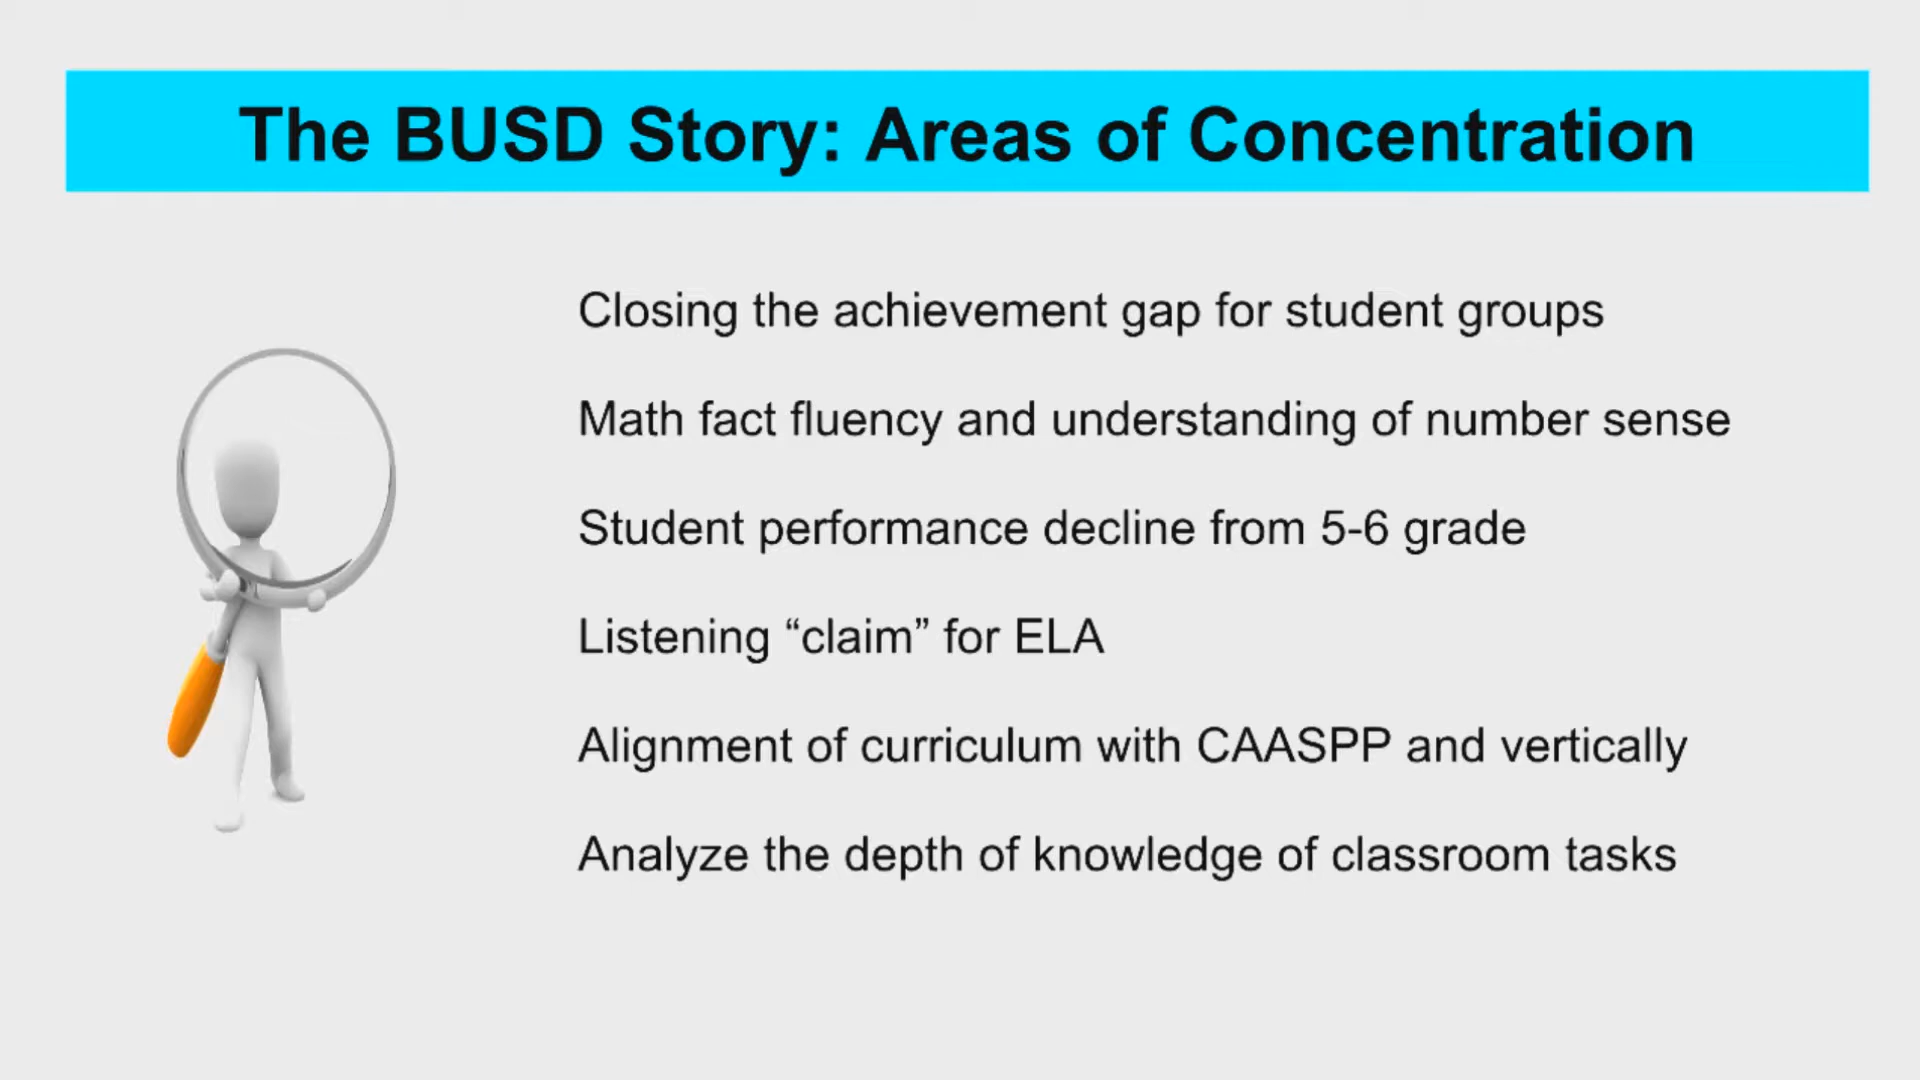 The BUSD Story: Areas of Concentration
Closing the achievement gap for student groups
Math fact fluency and understanding of number sense
Student performance decline from 5-6 grade
Listening “claim” for ELA
Alignment of curriculum with CAASPP and vertically
Analyze the depth of knowledge of classroom tasks